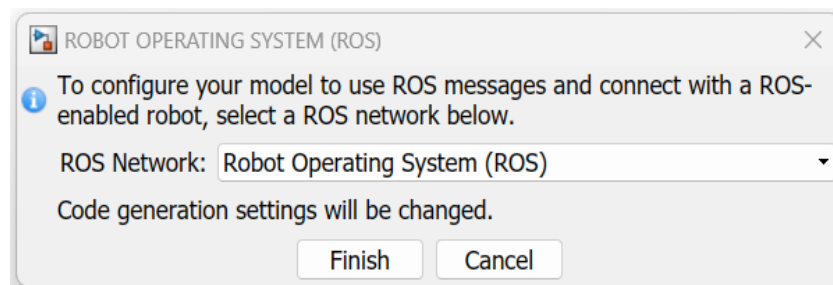 ROBOT OPERATING SYSTEM (ROS)
To configure your model to use ROS messages and connect with a ROS-
enabled robot, select a ROS network below.
ROS Network: Robot Operating System (ROS)
Code generation settings will be changed.
Finish Cancel